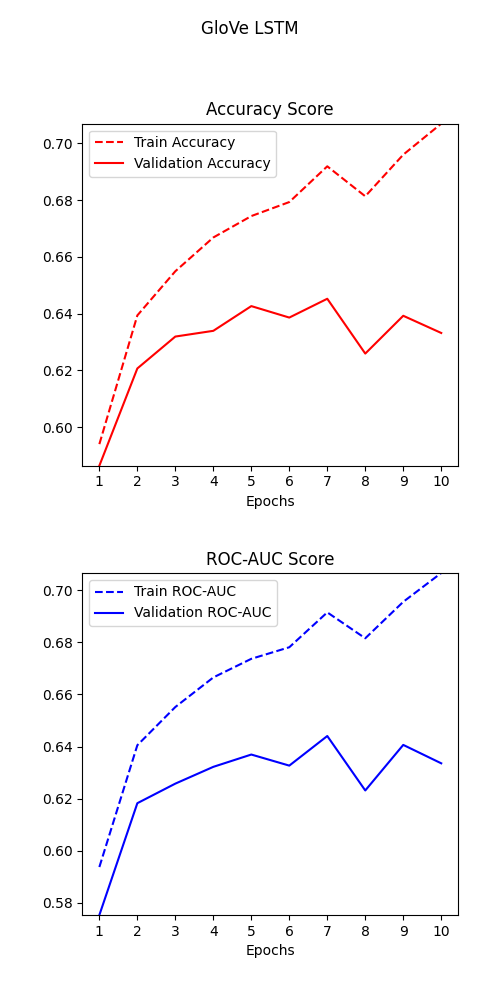 GloVe LSTM
Accuracy Score
Train Accuracy
Validation Accuracy
0.70
0.68
0.66
0.64
0.62
0.60
1 2 3 4 5 6 7 8 9 10
Epochs
ROC-AUC Score
Train ROC-AUC
Validation ROC-AUC
0.70
0.68
0.66
0.64
0.62
0.60
0.58
1 2 3 4 5 6 7 8 9 10
Epochs